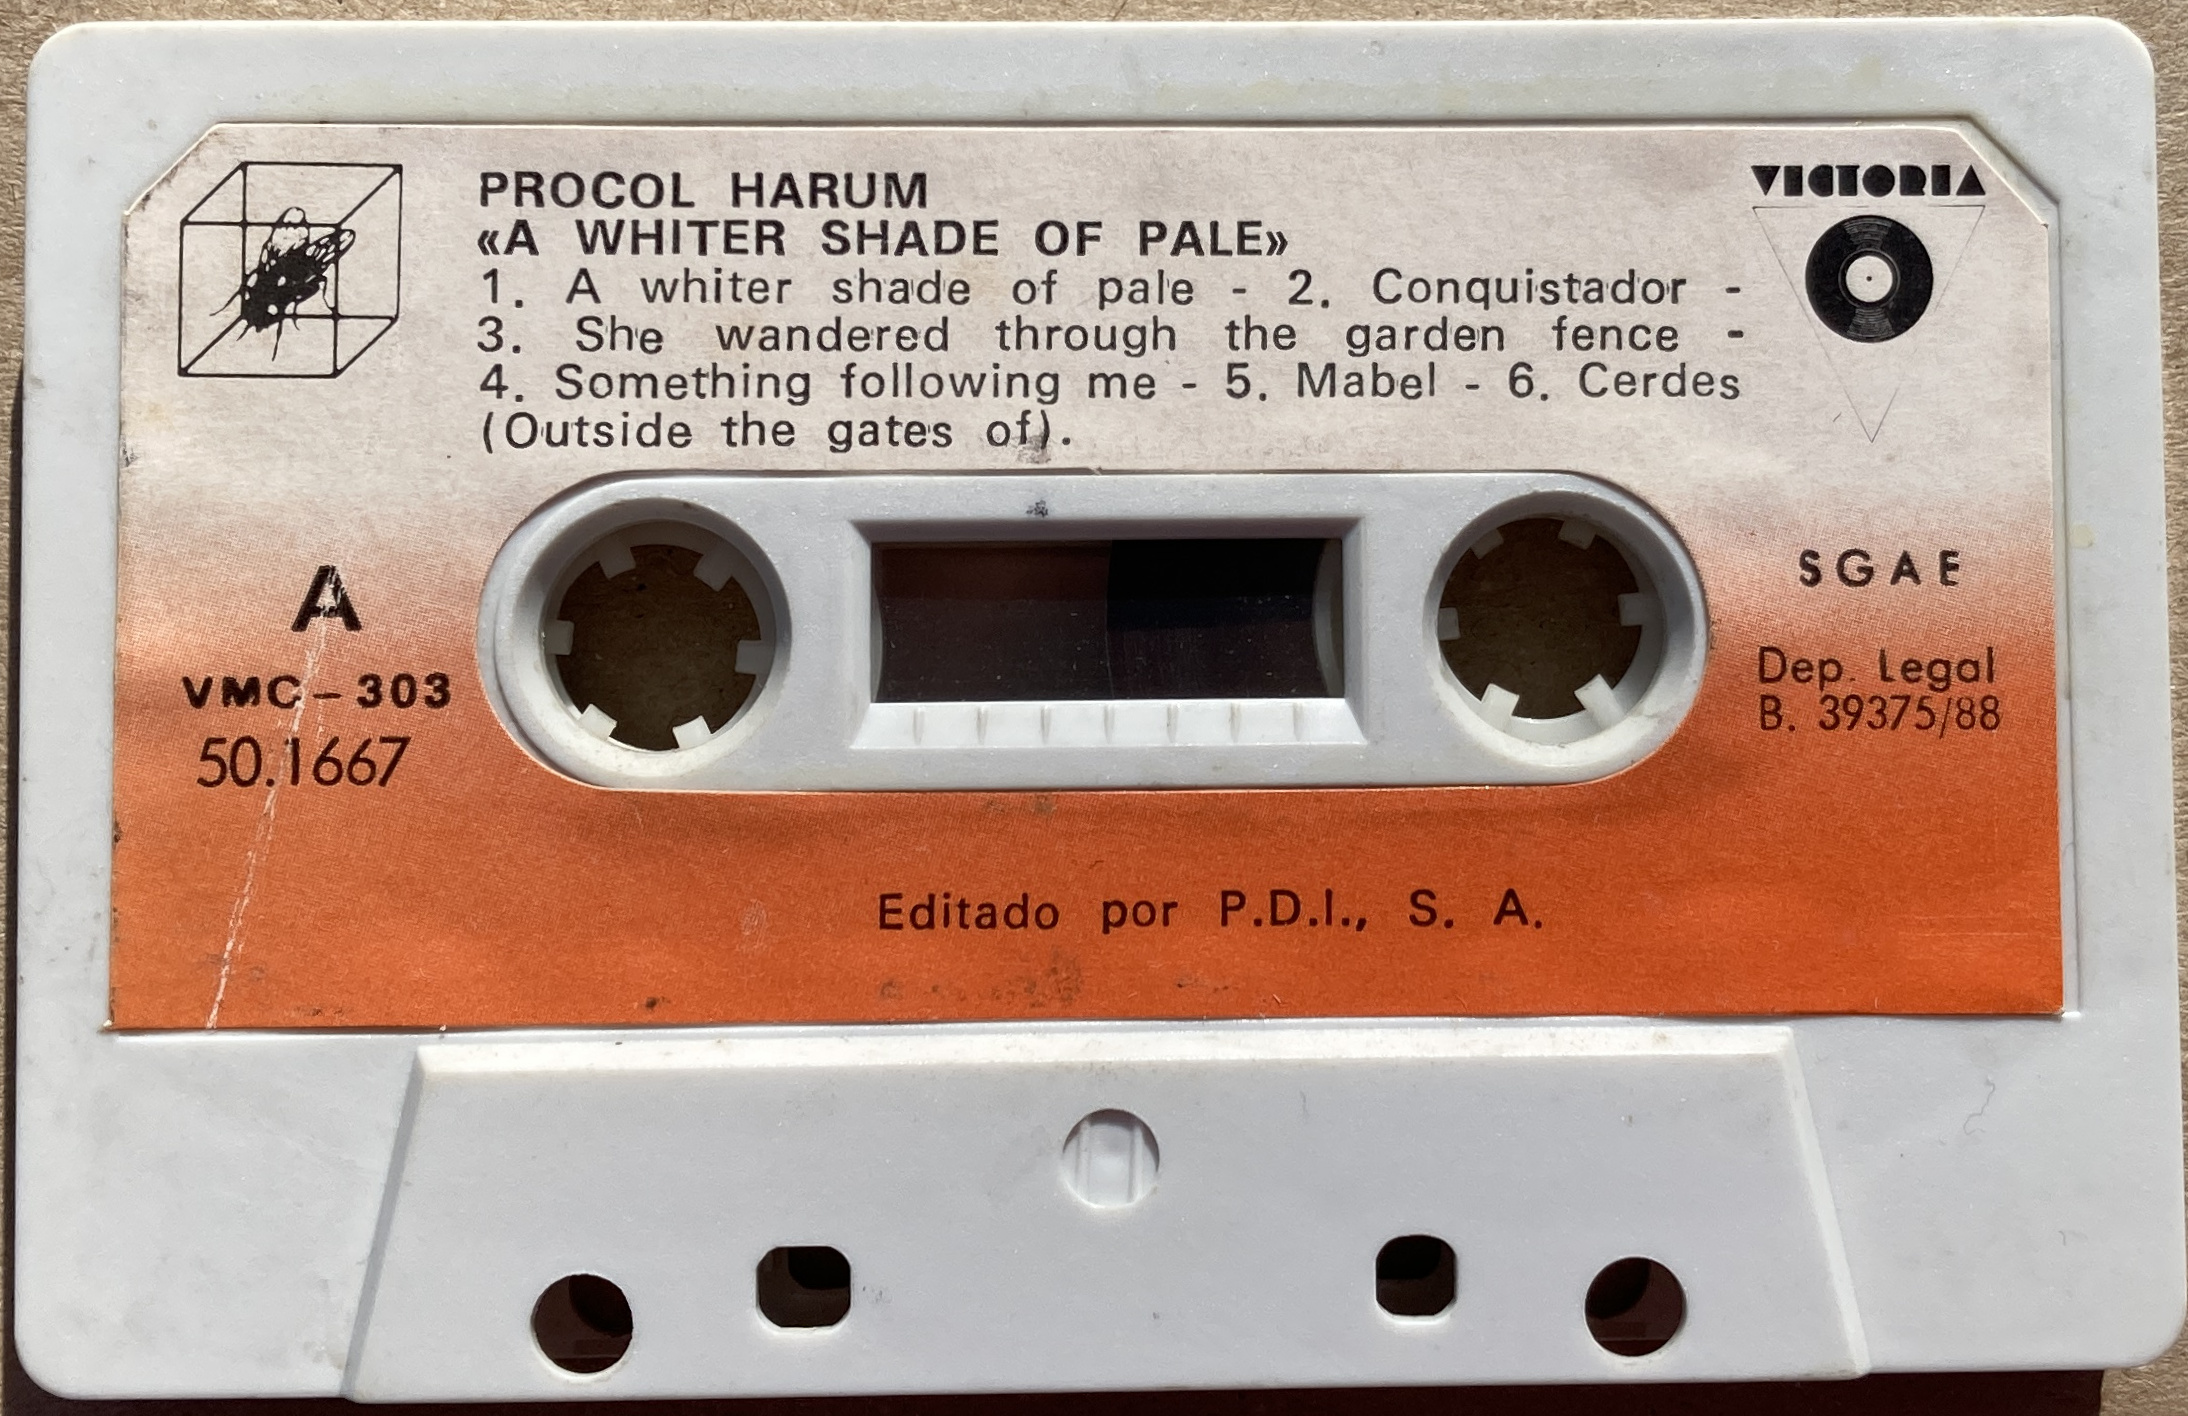 PROCOL HARUM
«A WHITER SHADE OF PALE»
1. A whiter shade of pale - 2. Conquistador -
3. She wandered through the garden fence -
4. Something following me - 5. Mabel - 6. Cerdes
(Outside the gates of).
VICTORIA
A
VMC-303
50.1667
SGAE
Dep. Legal
B. 39375/88
Editado por P.D.I., S. A.